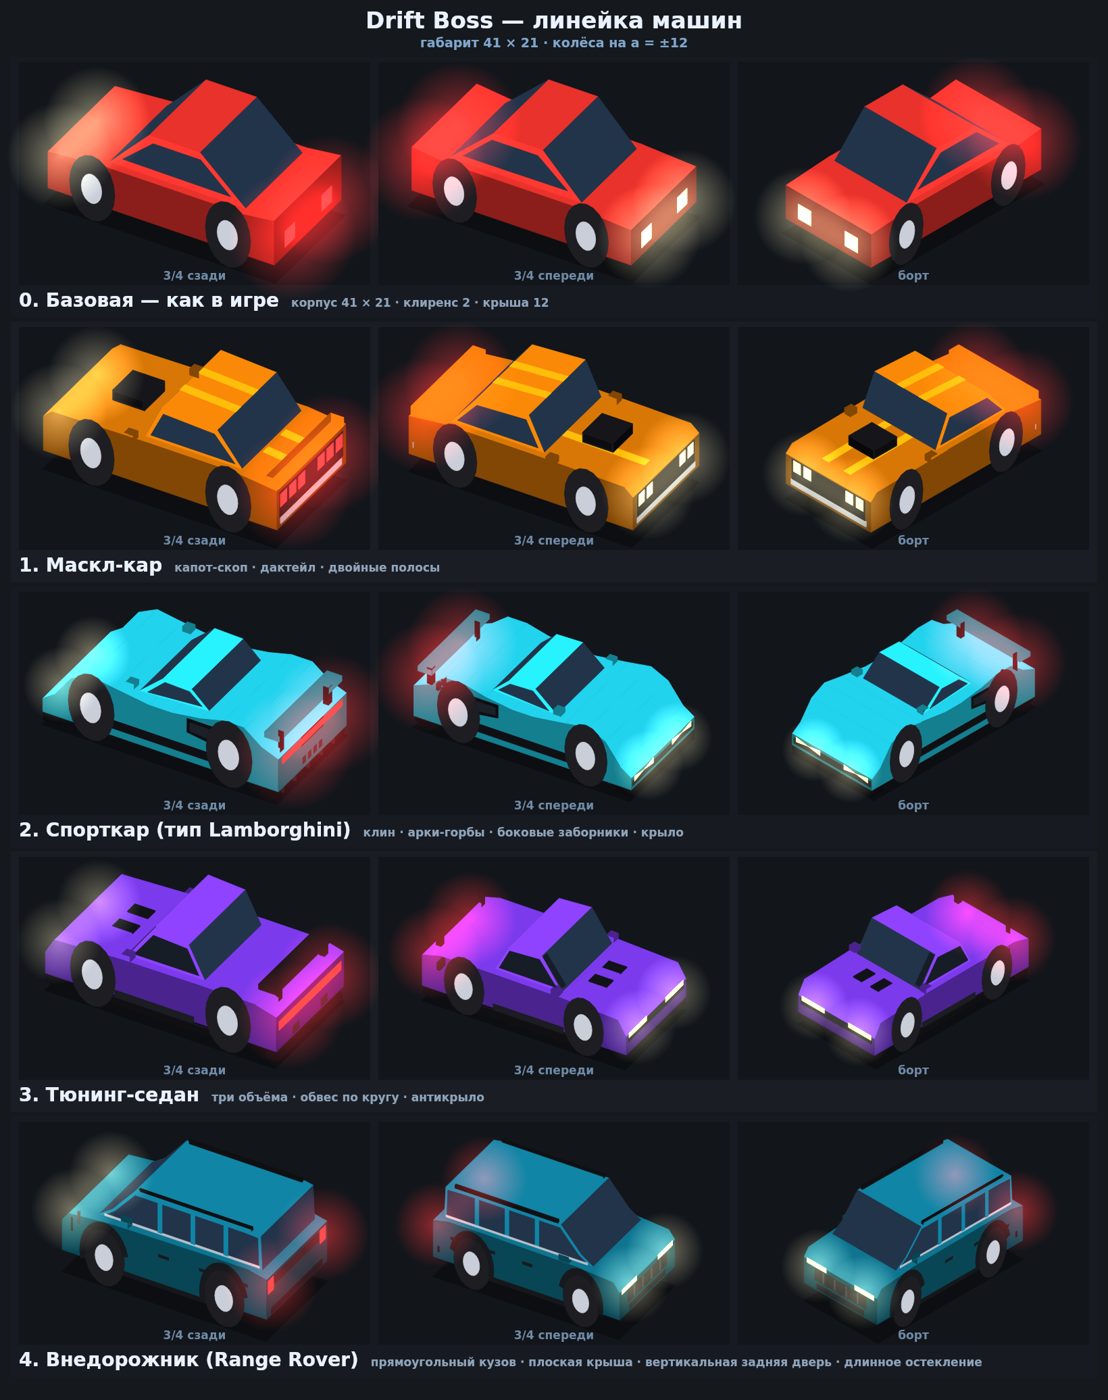 Drift Boss — линейка машин
габарит 41 × 21 · колёса на a = ±12
3/4 сзади
3/4 спереди
борт
0. Базовая — как в игре корпус 41 × 21 · клиренс 2 · крыша 12
3/4 сзади
3/4 спереди
борт
1. Маскл-кар капот-скоп · дактейл · двойные полосы
3/4 сзади
3/4 спереди
борт
2. Спорткар (тип Lamborghini) клин · арки-горбы · боковые заборники · крыло
3/4 сзади
3/4 спереди
борт
3. Тюнинг-седан три объёма · обвес по кругу · антикрыло
3/4 сзади
3/4 спереди
борт
4. Внедорожник (Range Rover) прямоугольный кузов · плоская крыша · вертикальная задняя дверь · длинное остекление